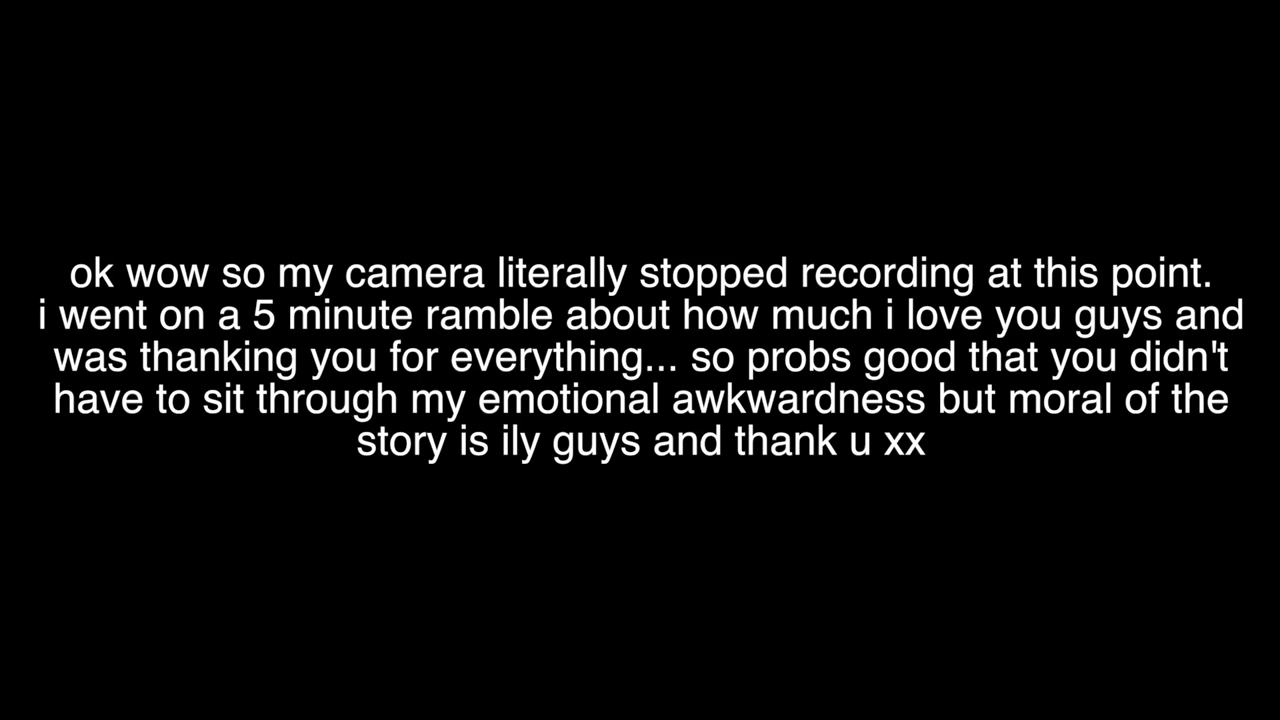 ok wow so my camera literally stopped recording at this point.
i went on a 5 minute ramble about how much i love you guys and
was thanking you for everything... so probs good that you didn't
have to sit through my emotional awkwardness but moral of the
story is ily guys and thank u xx